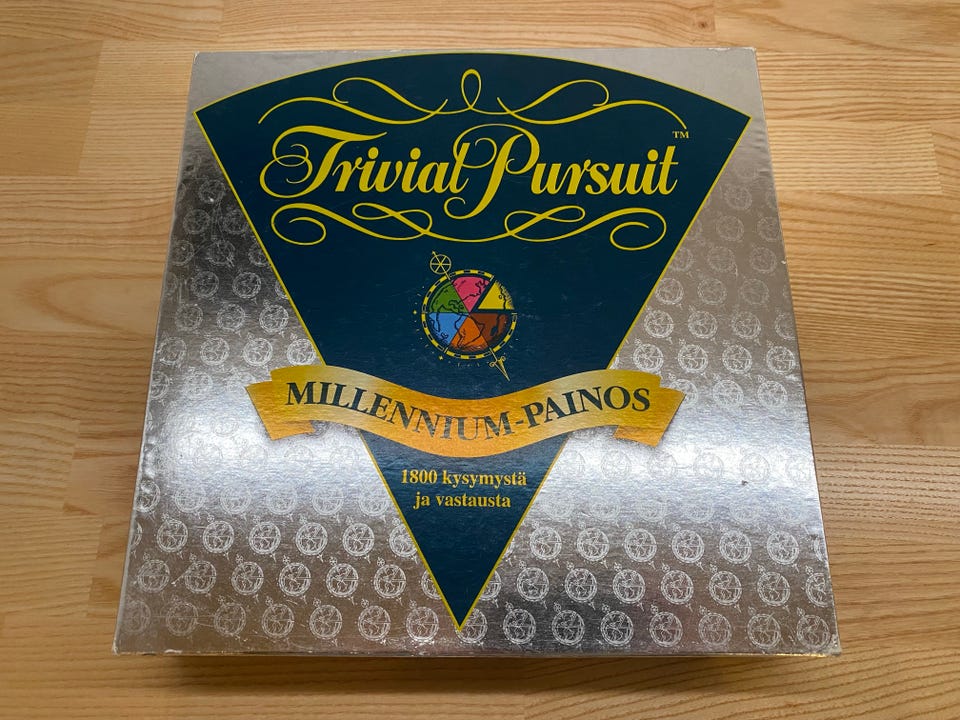 Trivial Pursuit™
MILLENNIUM-PAINOS
1800 kysymystä
ja vastausta